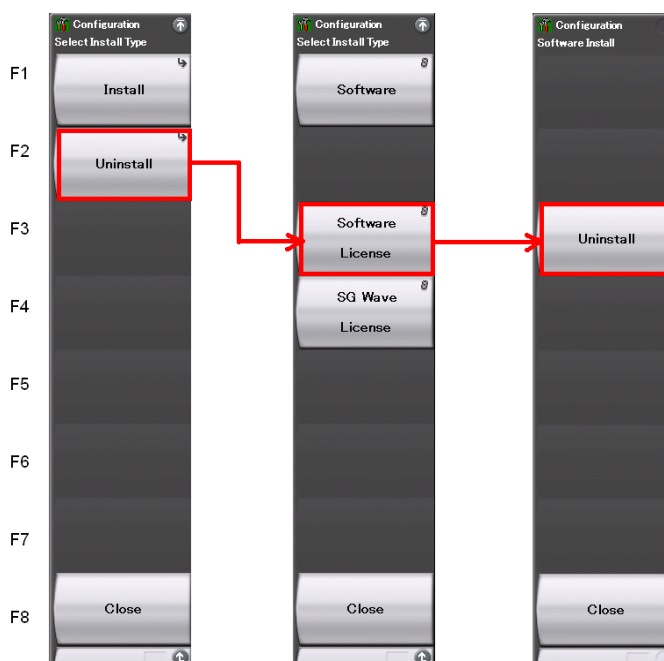 F1
F2
F3
F4
F5
F6
F7
F8
Configuration
Select Install Type
Install
Uninstall
Close
Configuration
Select Install Type
Software
Software
License
SG Wave
License
Close
Configuration
Software Install
Uninstall
Close